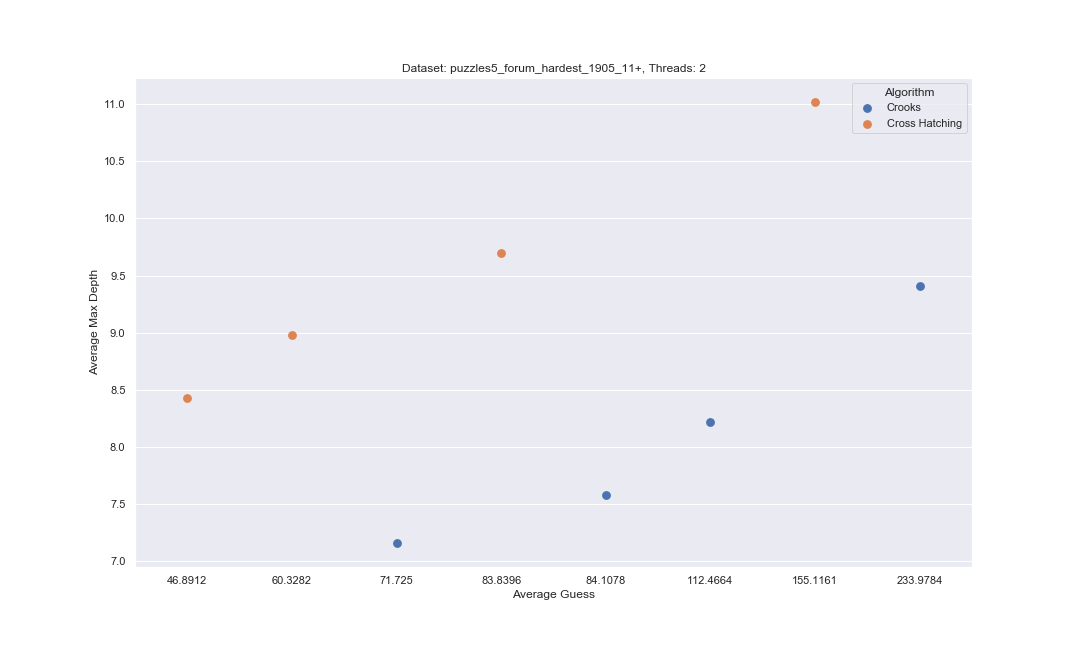 Dataset: puzzles5_forum_hardest_1905_11+, Threads: 2
Algorithm
Crooks
Cross Hatching
Average Max Depth
11.0
10.5
10.0
9.5
9.0
8.5
8.0
7.5
7.0
46.8912 60.3282 71.725 83.8396 84.1078 112.4664 155.1161 233.9784
Average Guess